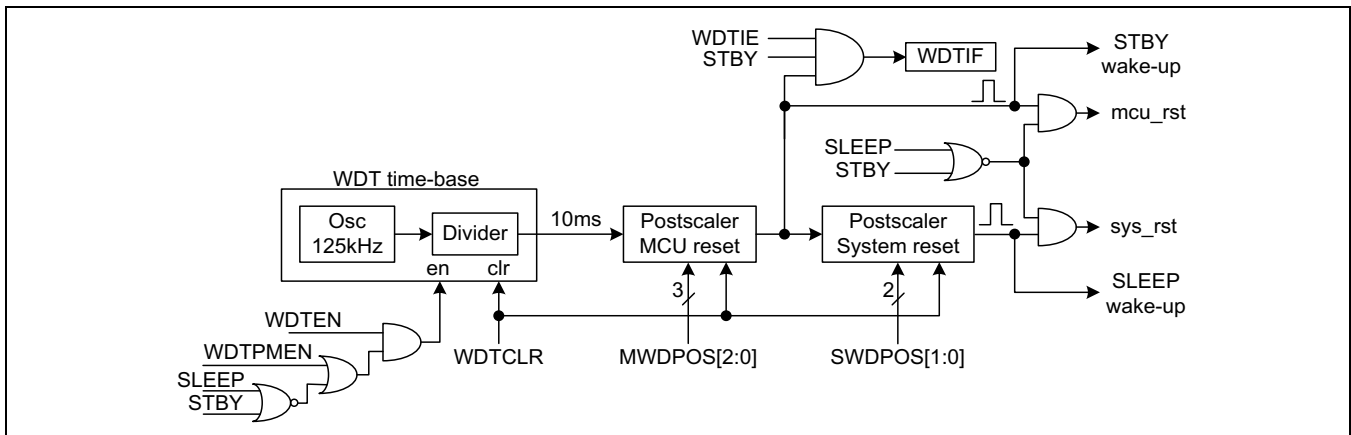 WDTIE
STBY
WDTIF
STBY
wake-up
mcu_rst
SLEEP
STBY
WDT time-base
Osc
125kHz
Divider
10ms
Postscaler
MCU reset
Postscaler
System reset
sys_rst
en
clr
3
2
SLEEP
wake-up
WDTEN
WDTPMEN
SLEEP
STBY
WDTCLR
MWDPOS[2:0]
SWDPOS[1:0]